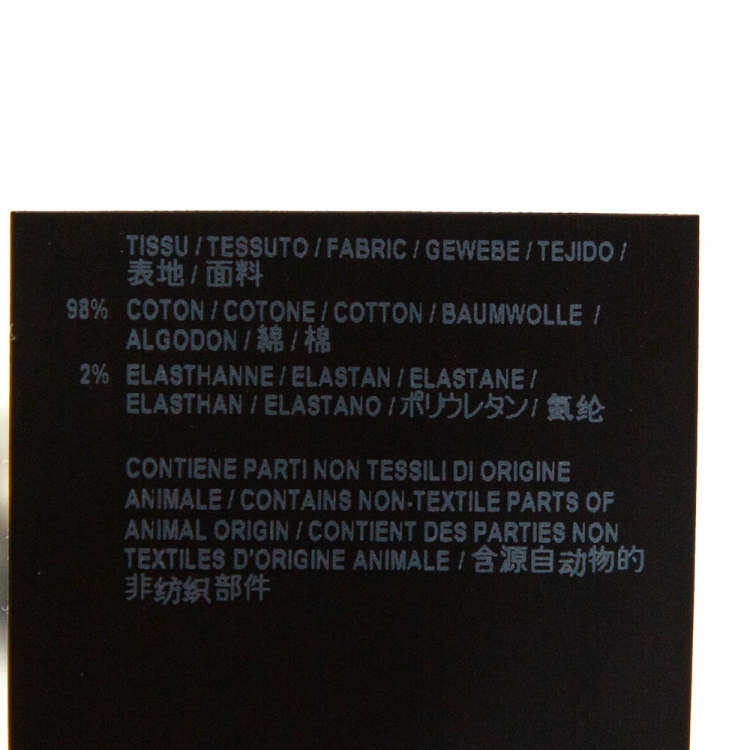 TISSU / TESSUTO / FABRIC / GEWEBE / TEJIDO /
表地 / 面料
98% COTON / COTONE / COTTON / BAUMWOLLE /
ALGODON / 綿 / 棉
2% ELASTHANNE / ELASTAN / ELASTANE /
ELASTHAN / ELASTANO / ポリウレタン / 氨纶
CONTIENE PARTI NON TESSILI DI ORIGINE
ANIMALE / CONTAINS NON-TEXTILE PARTS OF
ANIMAL ORIGIN / CONTIENT DES PARTIES NON
TEXTILES D'ORIGINE ANIMALE / 含源自动物的
非纺织部件